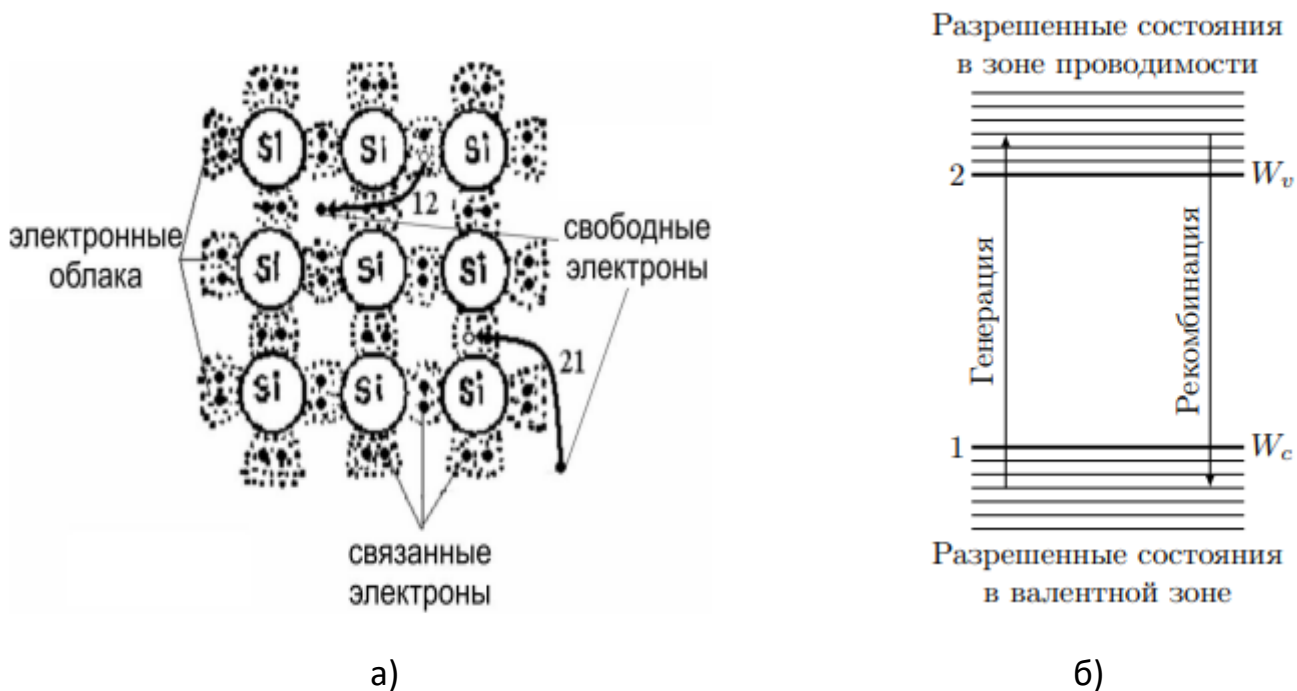 Разрешенные состояния
в зоне проводимости
Si
Si
Si
12
2
W_v
электронные
облака
свободные
электроны
Si
Si
Si
Генерация
Рекомбинация
21
Si
Si
Si
1
W_c
связанные
электроны
Разрешенные состояния
в валентной зоне
а)
б)